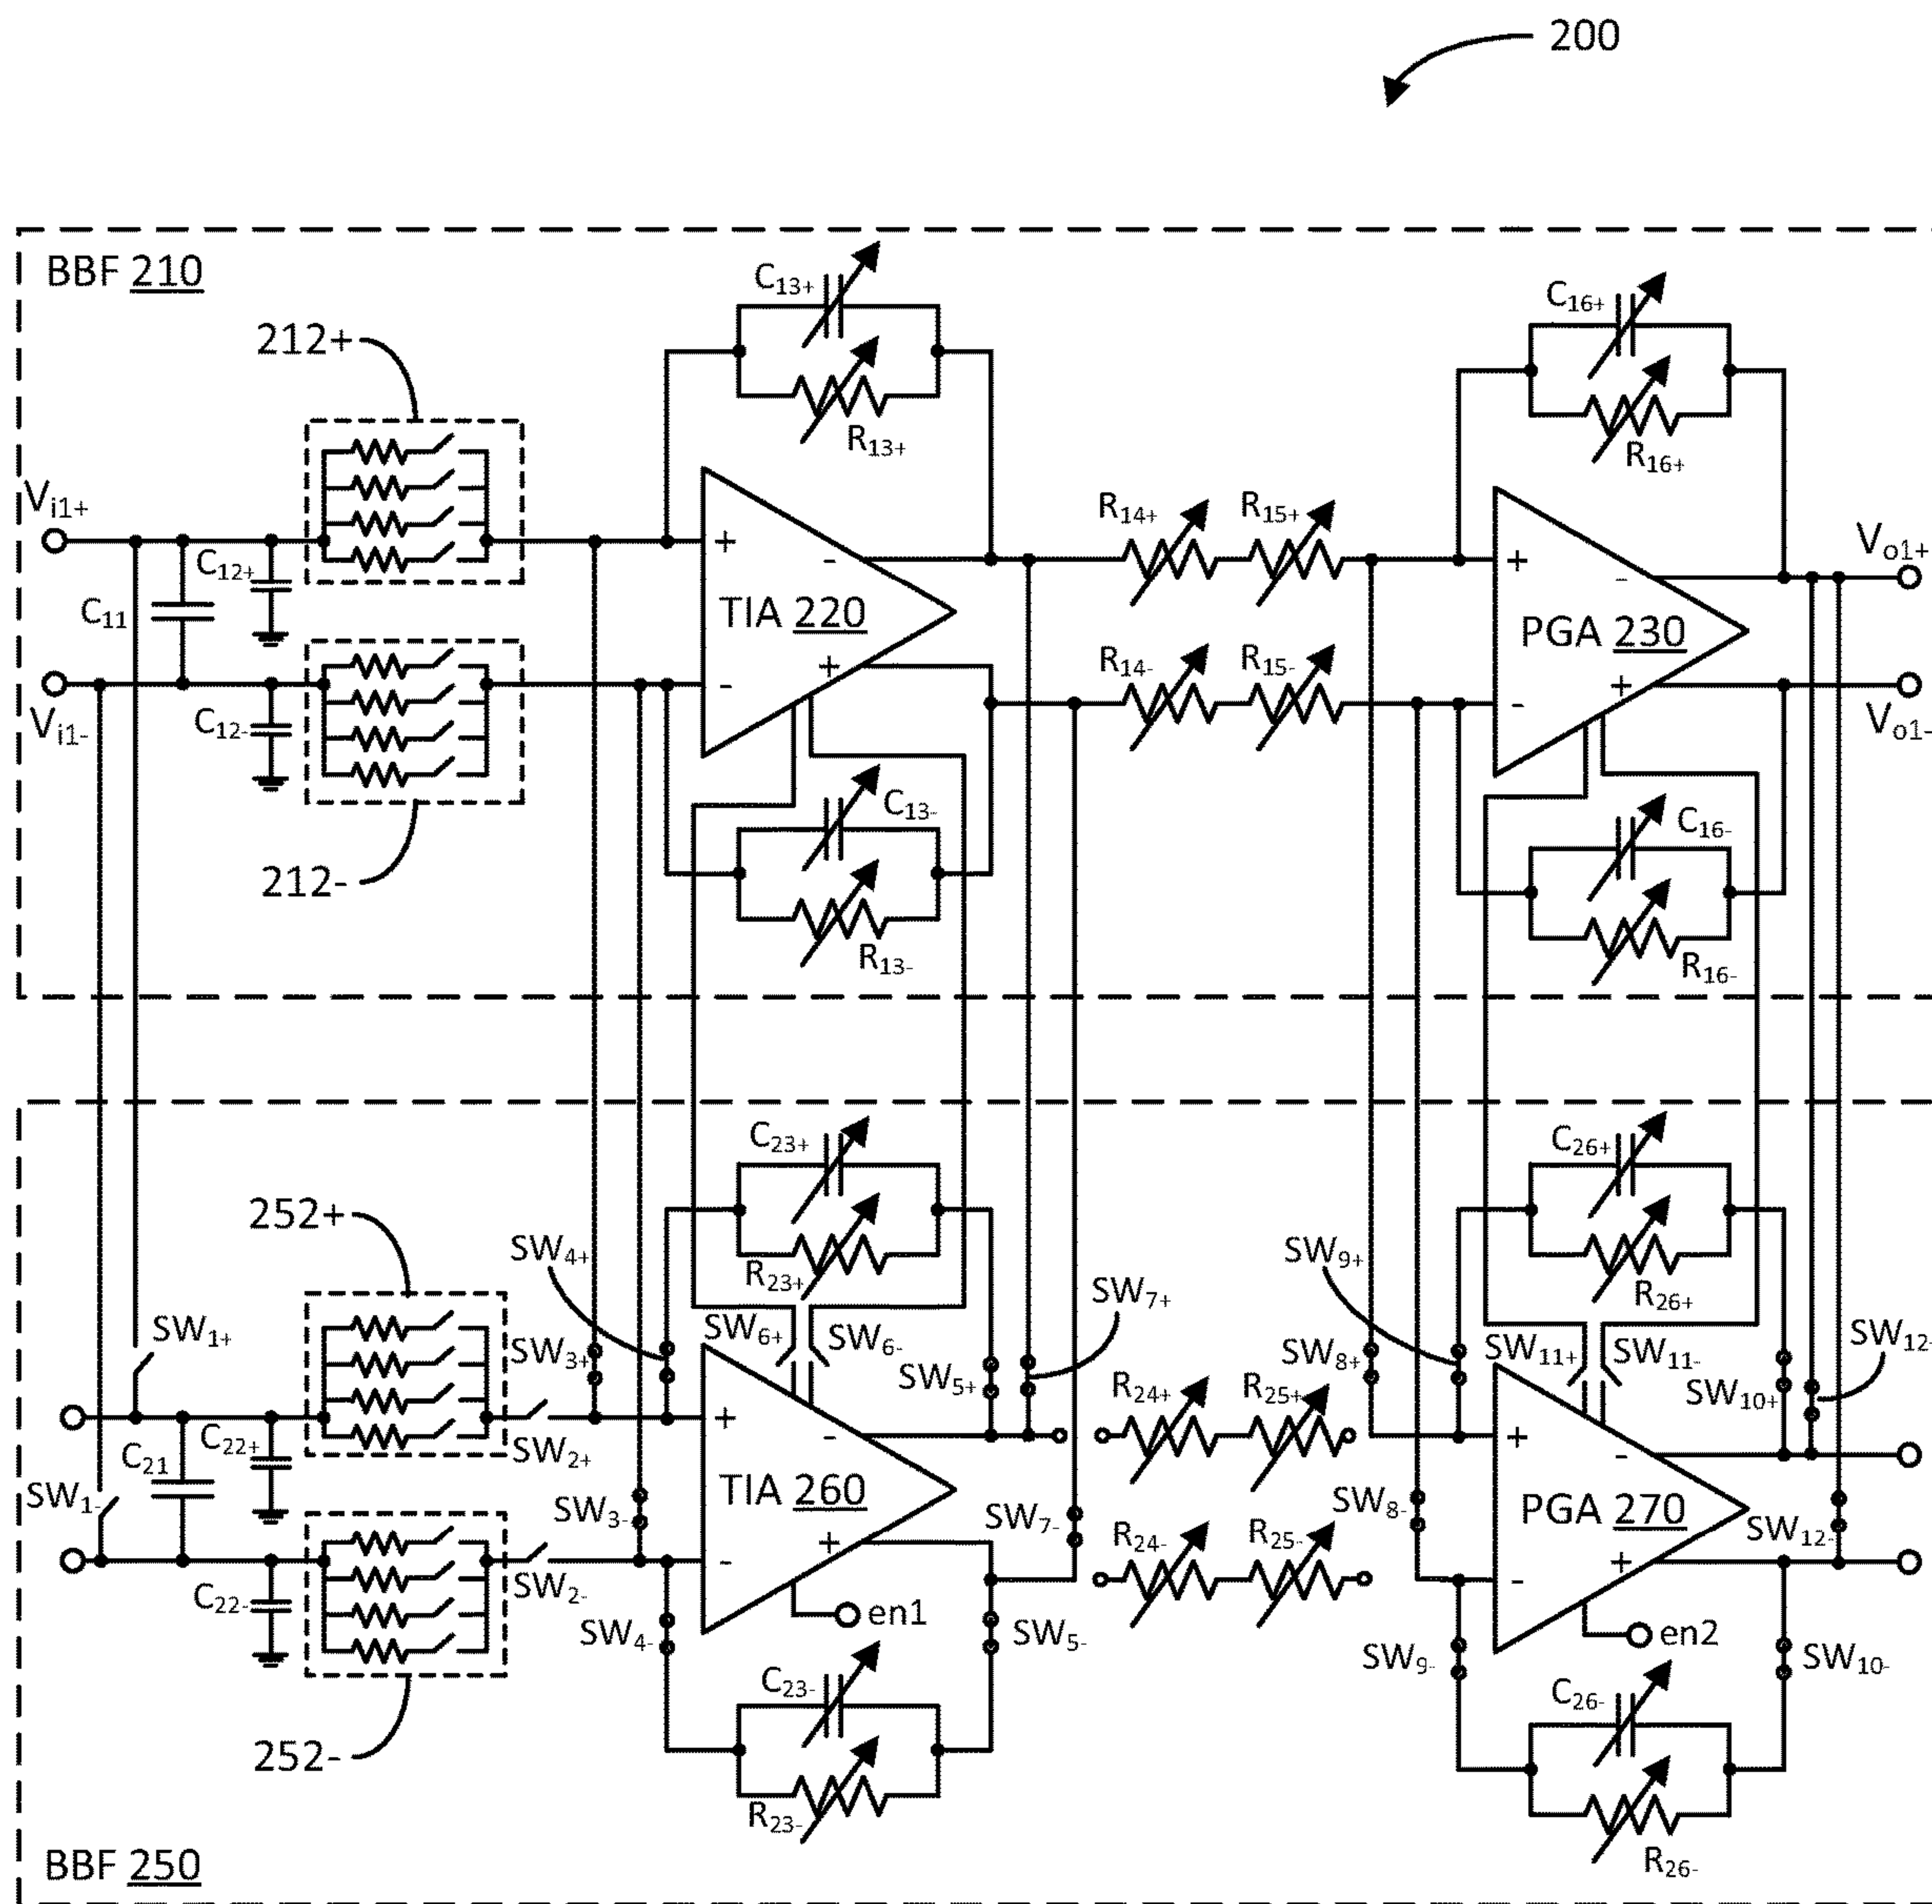 200
BBF 210
C13+
C16+
212+
R13+
R16+
Vi1+
R14+
R15+
Vo1+
C12+
+
-
+
-
C11
TIA 220
PGA 230
R14-
R15-
+
-
+
-
Vi1-
C12-
Vo1-
C13-
C16-
212-
R13-
R16-
C23+
C26+
252+
SW4+
SW9+
R23+
SW7+
R26+
SW1+
SW6+
SW6-
SW3+
SW8+
SW11+
SW11-
SW12-
SW5+
R24+
R25+
SW10+
C22+
+
-
+
-
C21
SW2+
SW1-
TIA 260
SW3-
SW7-
SW8-
PGA 270
SW12-
R24-
R25-
+
-
+
-
C22-
SW2-
en1
en2
SW4-
SW5-
SW9-
SW10-
C23-
C26-
252-
R23-
R26-
BBF 250